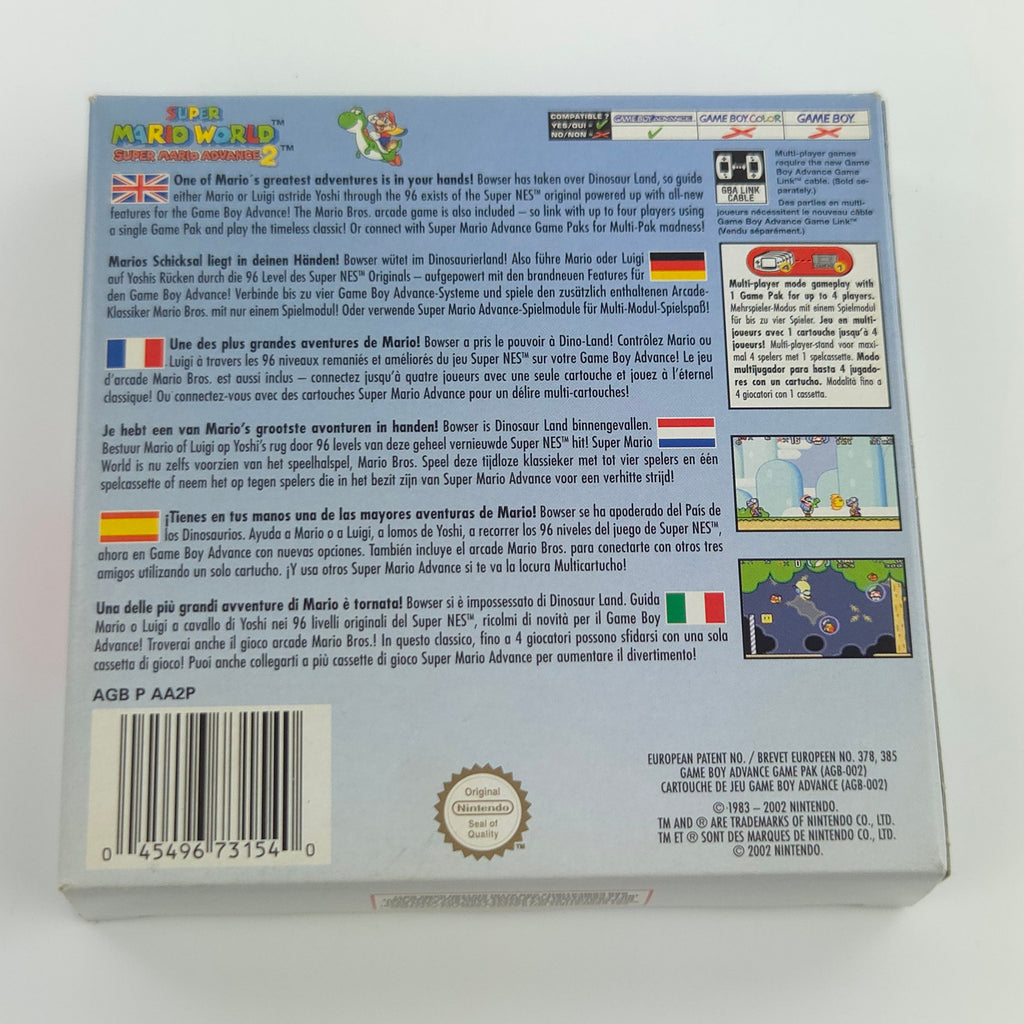 SUPER
MARIO WORLD™
SUPER MARIO ADVANCE 2™
COMPATIBLE ?
YES/OUI = ✓
NO/NON = ✗
GAME BOY ADVANCE
GAME BOY COLOR
GAME BOY
GBA LINK
CABLE
Multi-player games
require the new Game
Link™ cable. (Sold se-
parately.)
Des parties en multi-
joueurs nécessitent le nouveau câble
Game Boy Advance Game Link™
(Vendu séparément.)
One of Mario´s greatest adventures is in your hands! Bowser has taken over Dinosaur Land, so guide
either Mario or Luigi astride Yoshi through the 96 exists of the Super NES™ original powered up with all-new
features for the Game Boy Advance! The Mario Bros. arcade game is also included – so link with up to four players using
a single Game Pak and play the timeless classic! Or connect with Super Mario Advance Game Paks for Multi-Pak madness!
Marios Schicksal liegt in deinen Händen! Bowser wütet im Dinosaurierland! Also führe Mario oder Luigi
auf Yoshis Rücken durch die 96 Level des Super NES™ Originals – aufgepowert mit den brandneuen Features für
den Game Boy Advance! Verbinde bis zu vier Game Boy Advance-Systeme und spiele den zusätzlich enthaltenen Arcade-
Klassiker Mario Bros. mit nur einem Spielmodul! Oder verwende Super Mario Advance-Spielmodule für Multi-Modul-Spielspaß!
Une des plus grandes aventures de Mario! Bowser a pris le pouvoir à Dino-Land! Contrôlez Mario ou
Luigi à travers les 96 niveaux remaniés et améliorés du jeu Super NES™ sur votre Game Boy Advance! Le jeu
d'arcade Mario Bros. est aussi inclus – connectez jusqu'à quatre joueurs avec une seule cartouche et jouez à l'éternel
classique! Ou connectez-vous avec des cartouches Super Mario Advance pour un délire multi-cartouches!
Je hebt een van Mario's grootste avonturen in handen! Bowser is Dinosaur Land binnengevallen.
Bestuur Mario of Luigi op Yoshi's rug door 96 levels van deze geheel vernieuwde Super NES™ hit! Super Mario
World is nu zelfs voorzien van het speelhalspel, Mario Bros. Speel deze tijdloze klassieker met tot vier spelers en één
spelcassette of neem het op tegen spelers die in het bezit zijn van Super Mario Advance voor een verhitte strijd!
¡Tienes en tus manos una de las mayores aventuras de Mario! Bowser se ha apoderado del País de
los Dinosaurios. Ayuda a Mario o a Luigi, a lomos de Yoshi, a recorrer los 96 niveles del juego de Super NES™,
ahora en Game Boy Advance con nuevas opciones. También incluye el arcade Mario Bros. para conectarte con otros tres
amigos utilizando un solo cartucho. ¡Y usa otros Super Mario Advance si te va la locura Multicartucho!
Una delle più grandi avventure di Mario è tornata! Bowser si è impossessato di Dinosaur Land. Guida
Mario o Luigi a cavallo di Yoshi nei 96 livelli originali del Super NES™, ricolmi di novità per il Game Boy
Advance! Troverai anche il gioco arcade Mario Bros.! In questo classico, fino a 4 giocatori possono sfidarsi con una sola
cassetta di gioco! Puoi anche collegarti a più cassette di gioco Super Mario Advance per aumentare il divertimento!
4
1
Multi-player mode gameplay with
1 Game Pak for up to 4 players.
Mehrspieler-Modus mit einem Spielmodul
für bis zu vier Spieler. Jeu en multi-
joueurs avec 1 cartouche jusqu'à 4
joueurs! Multi-player-stand voor maxi-
mal 4 spelers met 1 spelcassette. Modo
multijugador para hasta 4 jugado-
res con un cartucho. Modalità fino a
4 giocatori con 1 cassetta.
AGB P AA2P
0 45496 73154 0
Original
Nintendo
Seal of
Quality
™
EUROPEAN PATENT NO. / BREVET EUROPEEN NO. 378, 385
GAME BOY ADVANCE GAME PAK (AGB-002)
CARTOUCHE DE JEU GAME BOY ADVANCE (AGB-002)
© 1983 – 2002 NINTENDO.
TM AND ® ARE TRADEMARKS OF NINTENDO CO., LTD.
TM ET ® SONT DES MARQUES DE NINTENDO CO., LTD.
© 2002 NINTENDO.